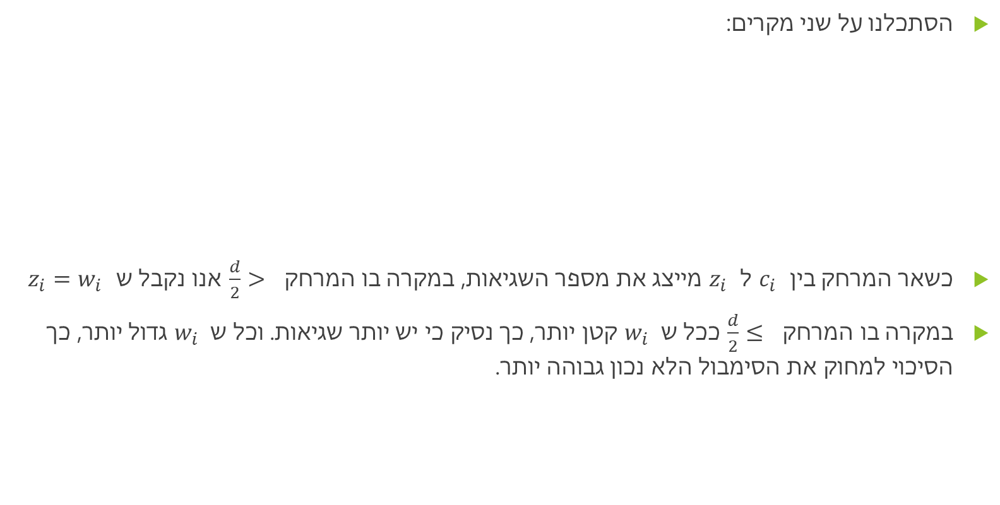 הסתכלנו על שני מקרים:
כשאר המרחק בין $c_i$ ל $z_i$ מייצג את מספר השגיאות, במקרה בו המרחק $> \frac{d}{2}$ אנו נקבל ש $z_i = w_i$
במקרה בו המרחק $\leq \frac{d}{2}$ ככל ש $w_i$ קטן יותר, כך נסיק כי יש יותר שגיאות. וכל ש $w_i$ גדול יותר, כך
הסיכוי למחוק את הסימבול הלא נכון גבוהה יותר.